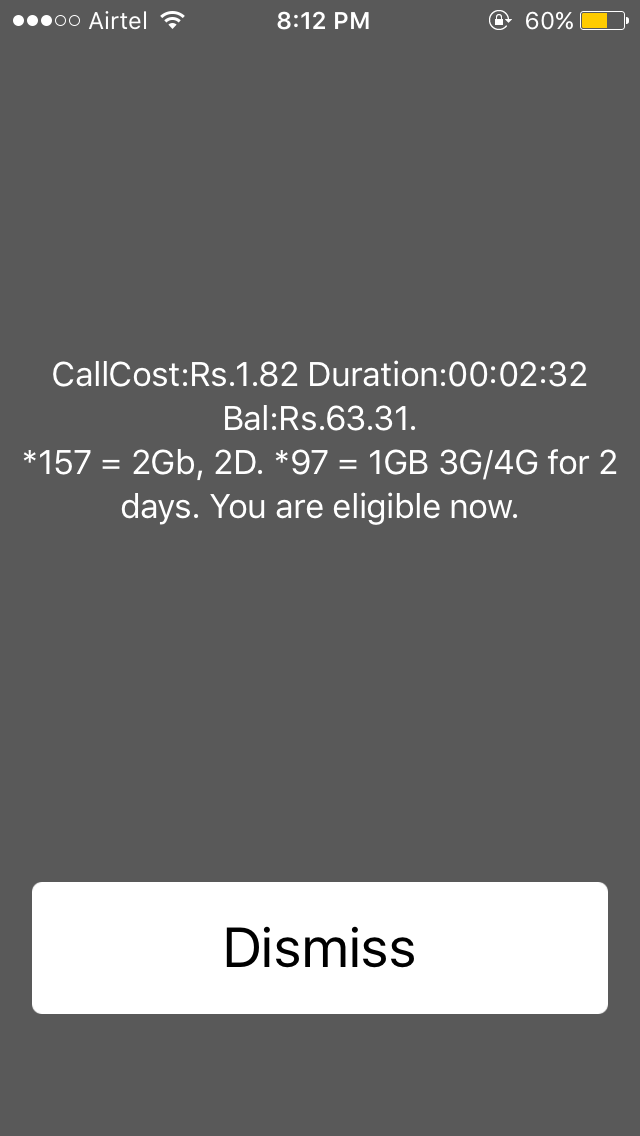 Airtel 8:12 PM 60%
CallCost:Rs.1.82 Duration:00:02:32
Bal:Rs.63.31.
*157 = 2Gb, 2D. *97 = 1GB 3G/4G for 2
days. You are eligible now.
Dismiss